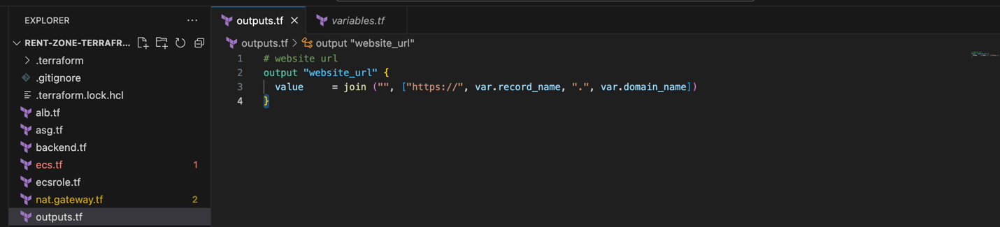 EXPLORER ...
RENT-ZONE-TERRAFR...
.terraform
.gitignore
.terraform.lock.hcl
alb.tf
asg.tf
backend.tf
ecs.tf 1
ecsrole.tf
nat.gateway.tf 2
outputs.tf
outputs.tf variables.tf
outputs.tf > output "website_url"
1 # website url
2 output "website_url" {
3   value     = join ("", ["https://", var.record_name, ".", var.domain_name])
4 }